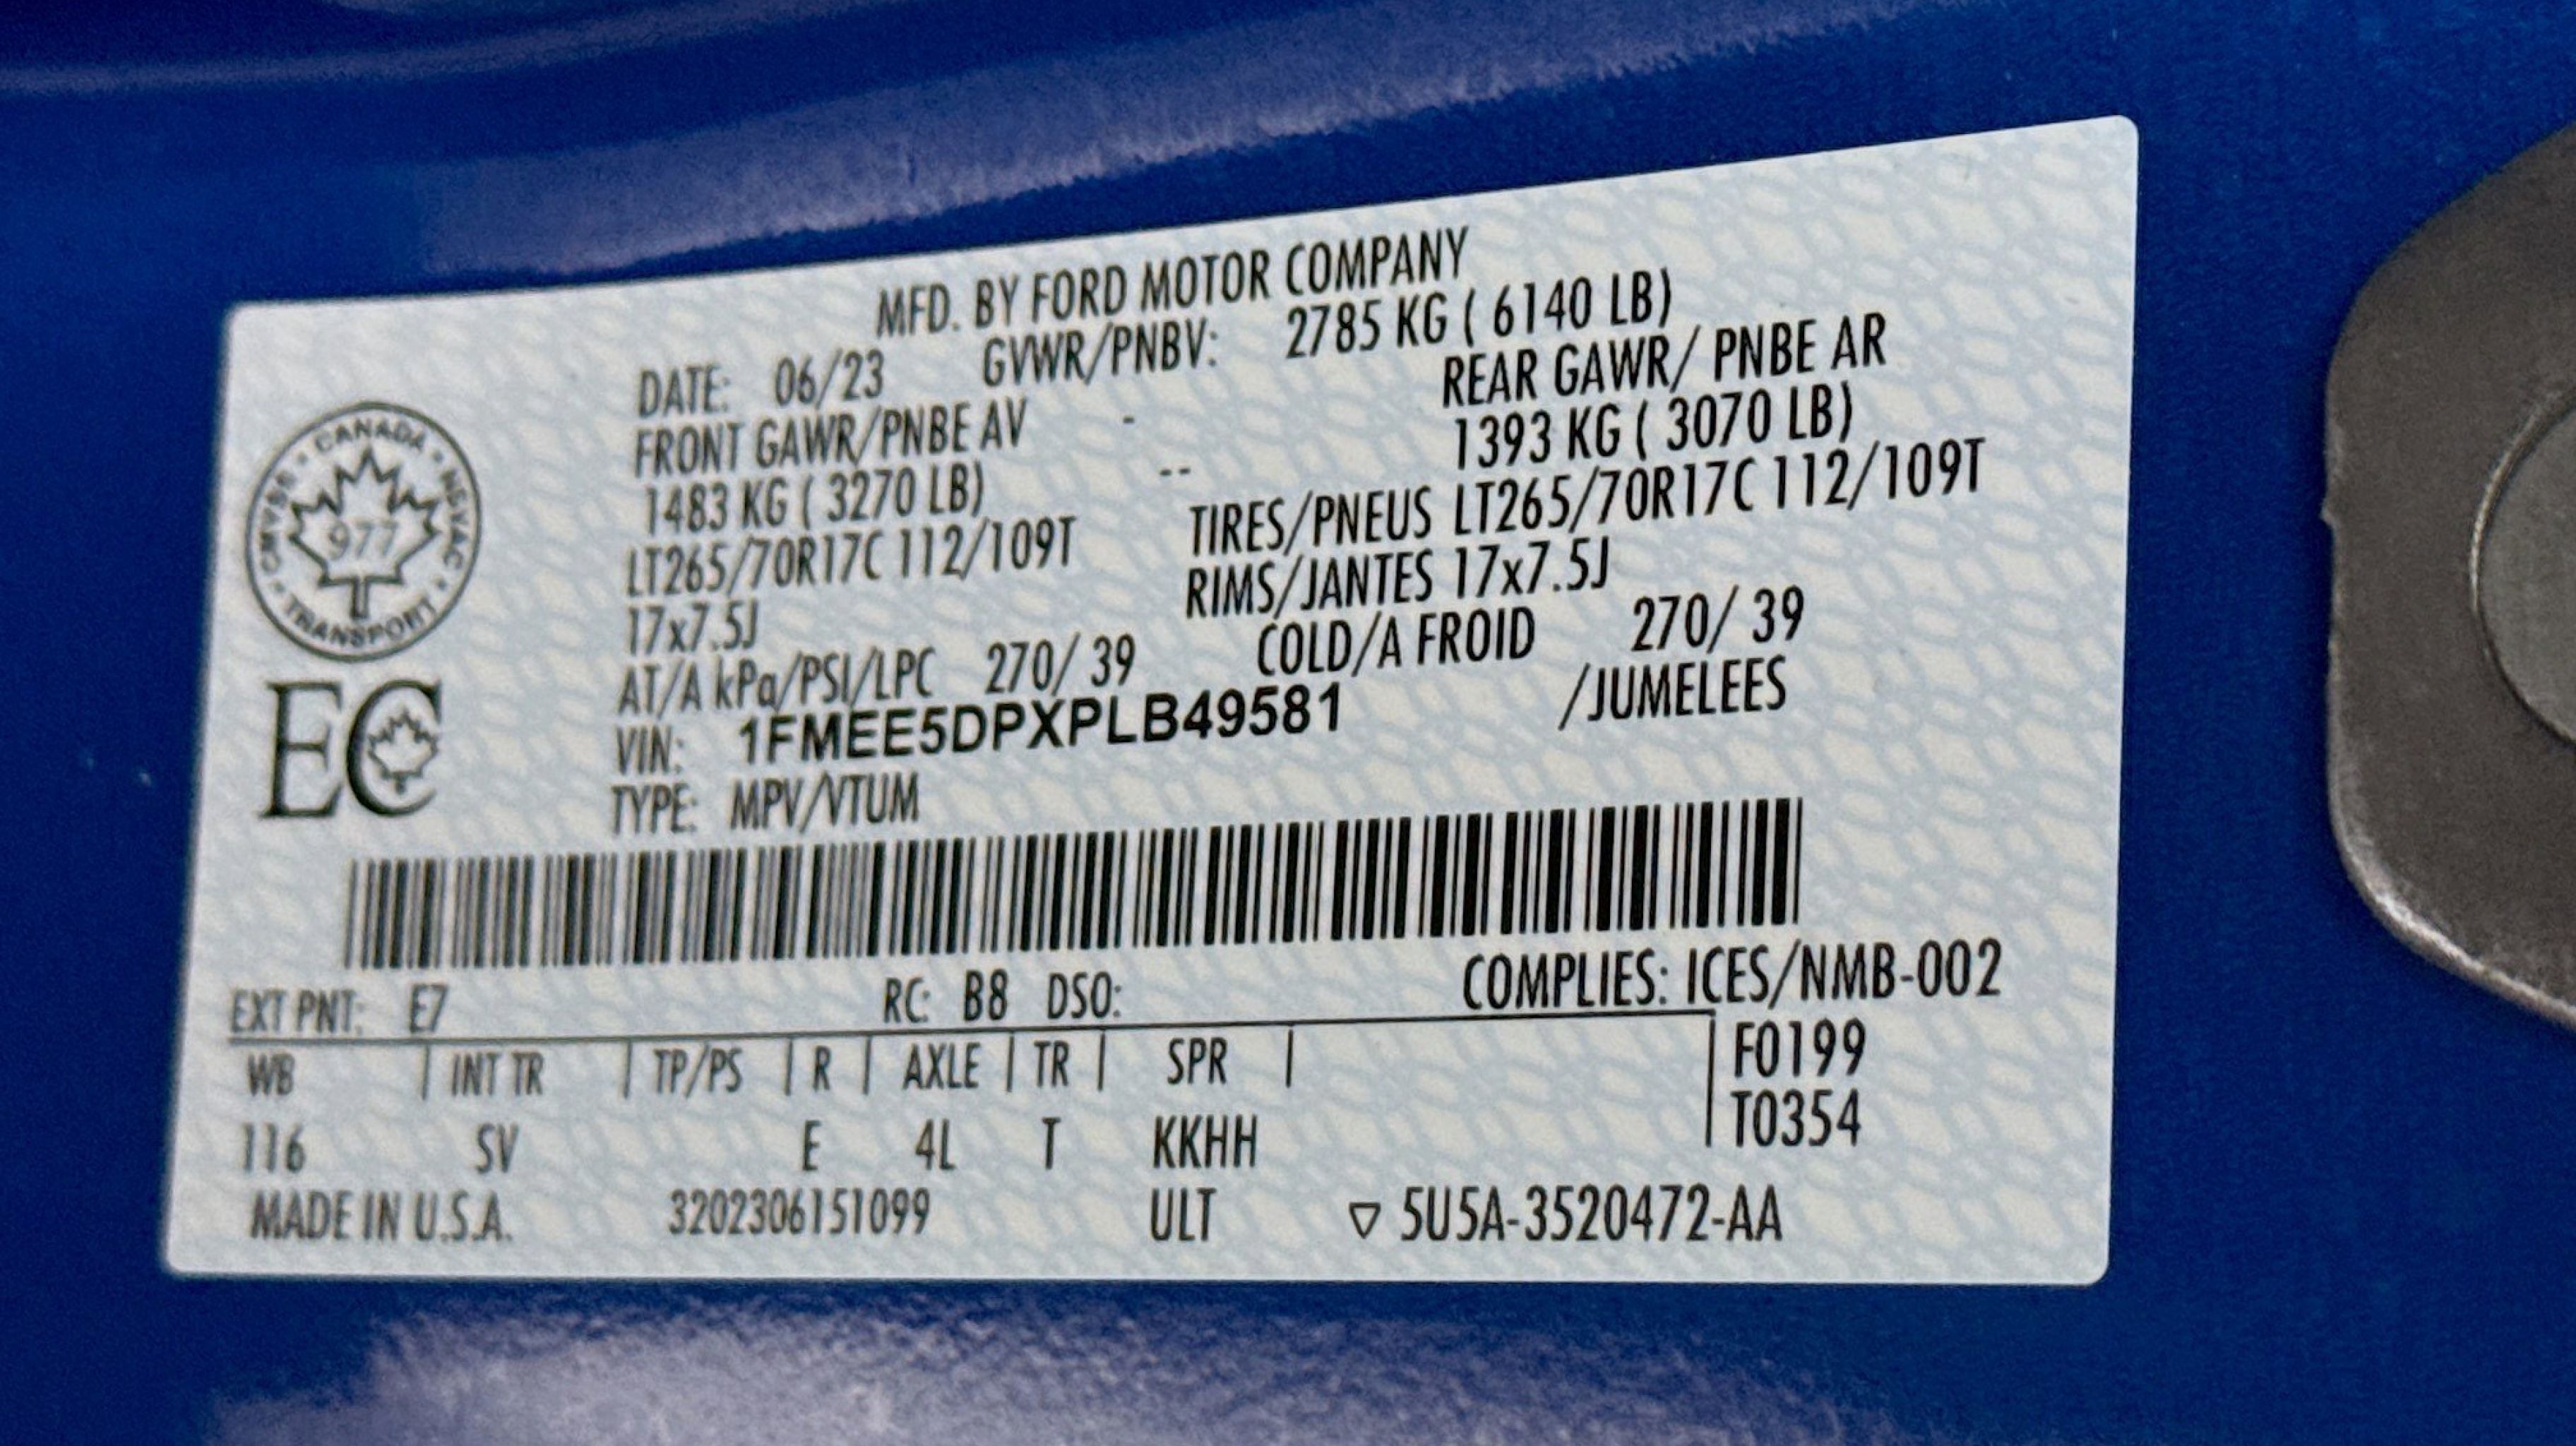 MFD. BY FORD MOTOR COMPANY
DATE: 06/23 GVWR/PNBV: 2785 KG ( 6140 LB)
FRONT GAWR/PNBE AV - REAR GAWR/ PNBE AR
1483 KG ( 3270 LB) -- 1393 KG ( 3070 LB)
LT265/70R17C 112/109T TIRES/PNEUS LT265/70R17C 112/109T
17x7.5J RIMS/JANTES 17x7.5J
AT/A kPa/PSI/LPC 270/ 39 COLD/A FROID 270/ 39
VIN: 1FMEE5DPXPLB49581 /JUMELEES
TYPE: MPV/VTUM
CANADA • NSVAC • TRANSPORT • CMVSS •
977
EC
EXT PNT: E7 RC: B8 DSO: COMPLIES: ICES/NMB-002
WB | INT TR | TP/PS | R | AXLE | TR | SPR | F0199
116 SV E 4L T KKHH T0354
MADE IN U.S.A. 3202306151099 ULT ▽ 5U5A-3520472-AA